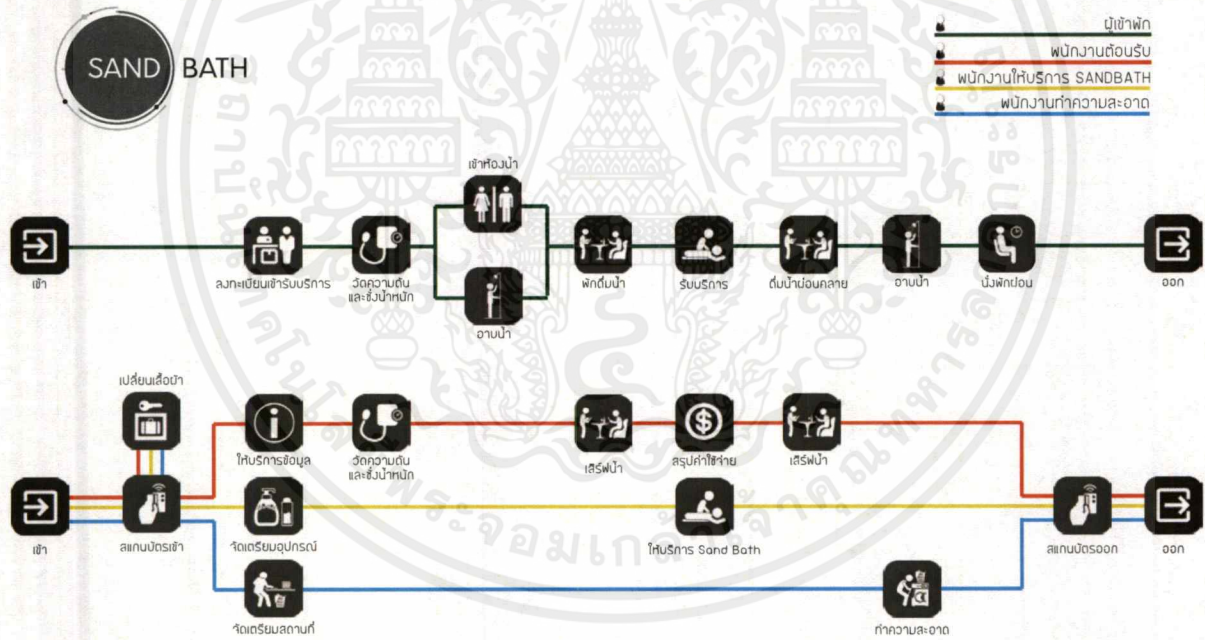 SAND BATH
ผู้เข้าพัก
พนักงานต้อนรับ
พนักงานให้บริการ SANDBATH
พนักงานทำความสะอาด
เข้าห้องน้ำ
เข้า
ลงทะเบียนเข้ารับบริการ
วัดความดัน
และชั่งน้ำหนัก
อาบน้ำ
พักดื่มน้ำ
รับบริการ
ดื่มน้ำผ่อนคลาย
อาบน้ำ
นั่งพักผ่อน
ออก
เปลี่ยนเสื้อผ้า
ให้บริการข้อมูล
วัดความดัน
และชั่งน้ำหนัก
เสิร์ฟน้ำ
สรุปค่าใช้จ่าย
เสิร์ฟน้ำ
เข้า
สแกนบัตรเข้า
จัดเตรียมอุปกรณ์
ให้บริการ Sand Bath
สแกนบัตรออก
ออก
จัดเตรียมสถานที่
ทำความสะอาด